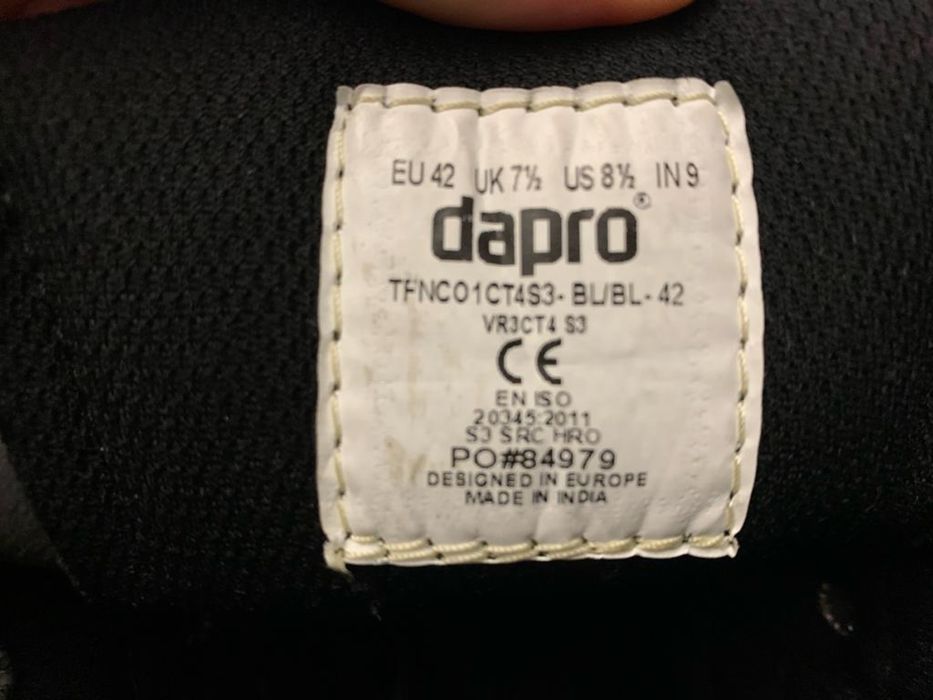 EU 42 UK 7½ US 8½ IN 9
dapro®
TFNCO1CT4S3- BL/BL- 42
VR3CT4 S3
CE
EN ISO
20345:2011
S3 SRC HRO
PO#84979
DESIGNED IN EUROPE
MADE IN INDIA